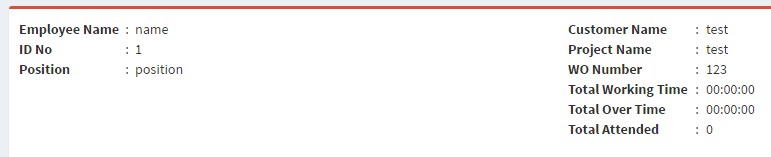 Employee Name : name
ID No : 1
Position : position
Customer Name : test
Project Name : test
WO Number : 123
Total Working Time : 00:00:00
Total Over Time : 00:00:00
Total Attended : 0